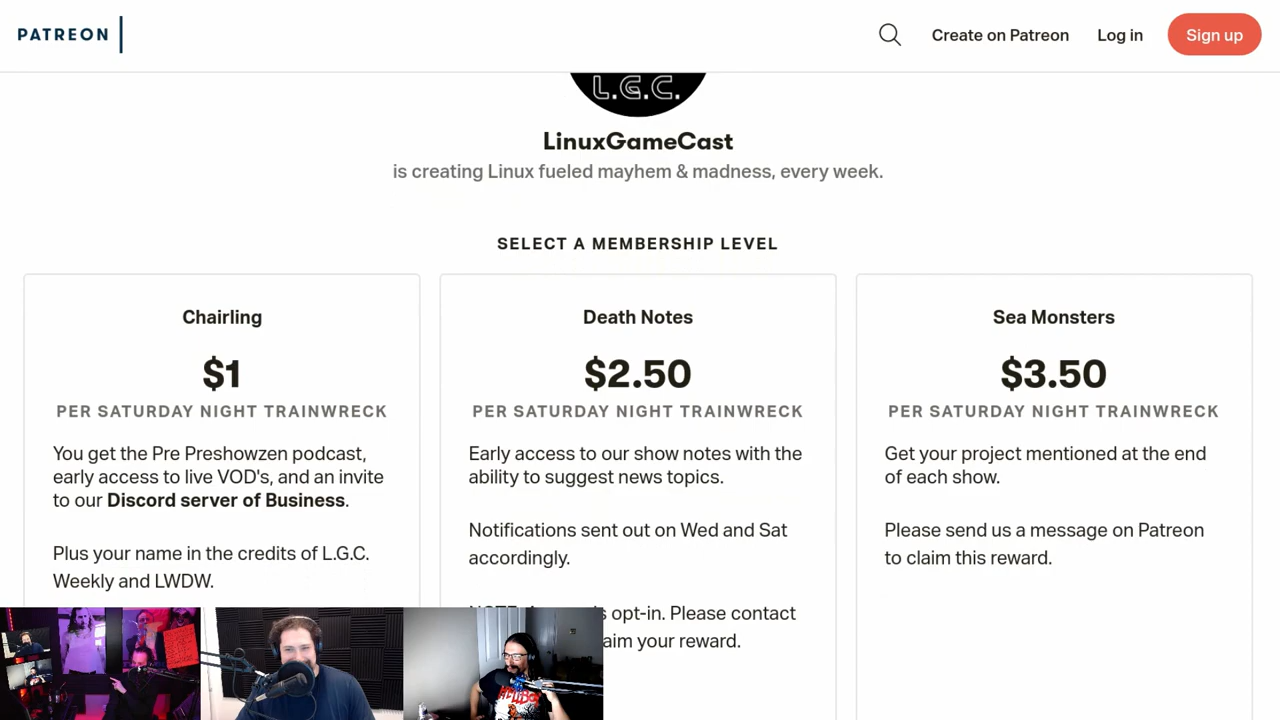 PATREON
Create on Patreon
Log in
Sign up
L.G.C.
LinuxGameCast
is creating Linux fueled mayhem & madness, every week.
SELECT A MEMBERSHIP LEVEL
Chairling
$1
PER SATURDAY NIGHT TRAINWRECK
You get the Pre Preshowzen podcast,
early access to live VOD's, and an invite
to our Discord server of Business.
Plus your name in the credits of L.G.C.
Weekly and LWDW.
Death Notes
$2.50
PER SATURDAY NIGHT TRAINWRECK
Early access to our show notes with the
ability to suggest news topics.
Notifications sent out on Wed and Sat
accordingly.
opt-in. Please contact
your reward.
Sea Monsters
$3.50
PER SATURDAY NIGHT TRAINWRECK
Get your project mentioned at the end
of each show.
Please send us a message on Patreon
to claim this reward.